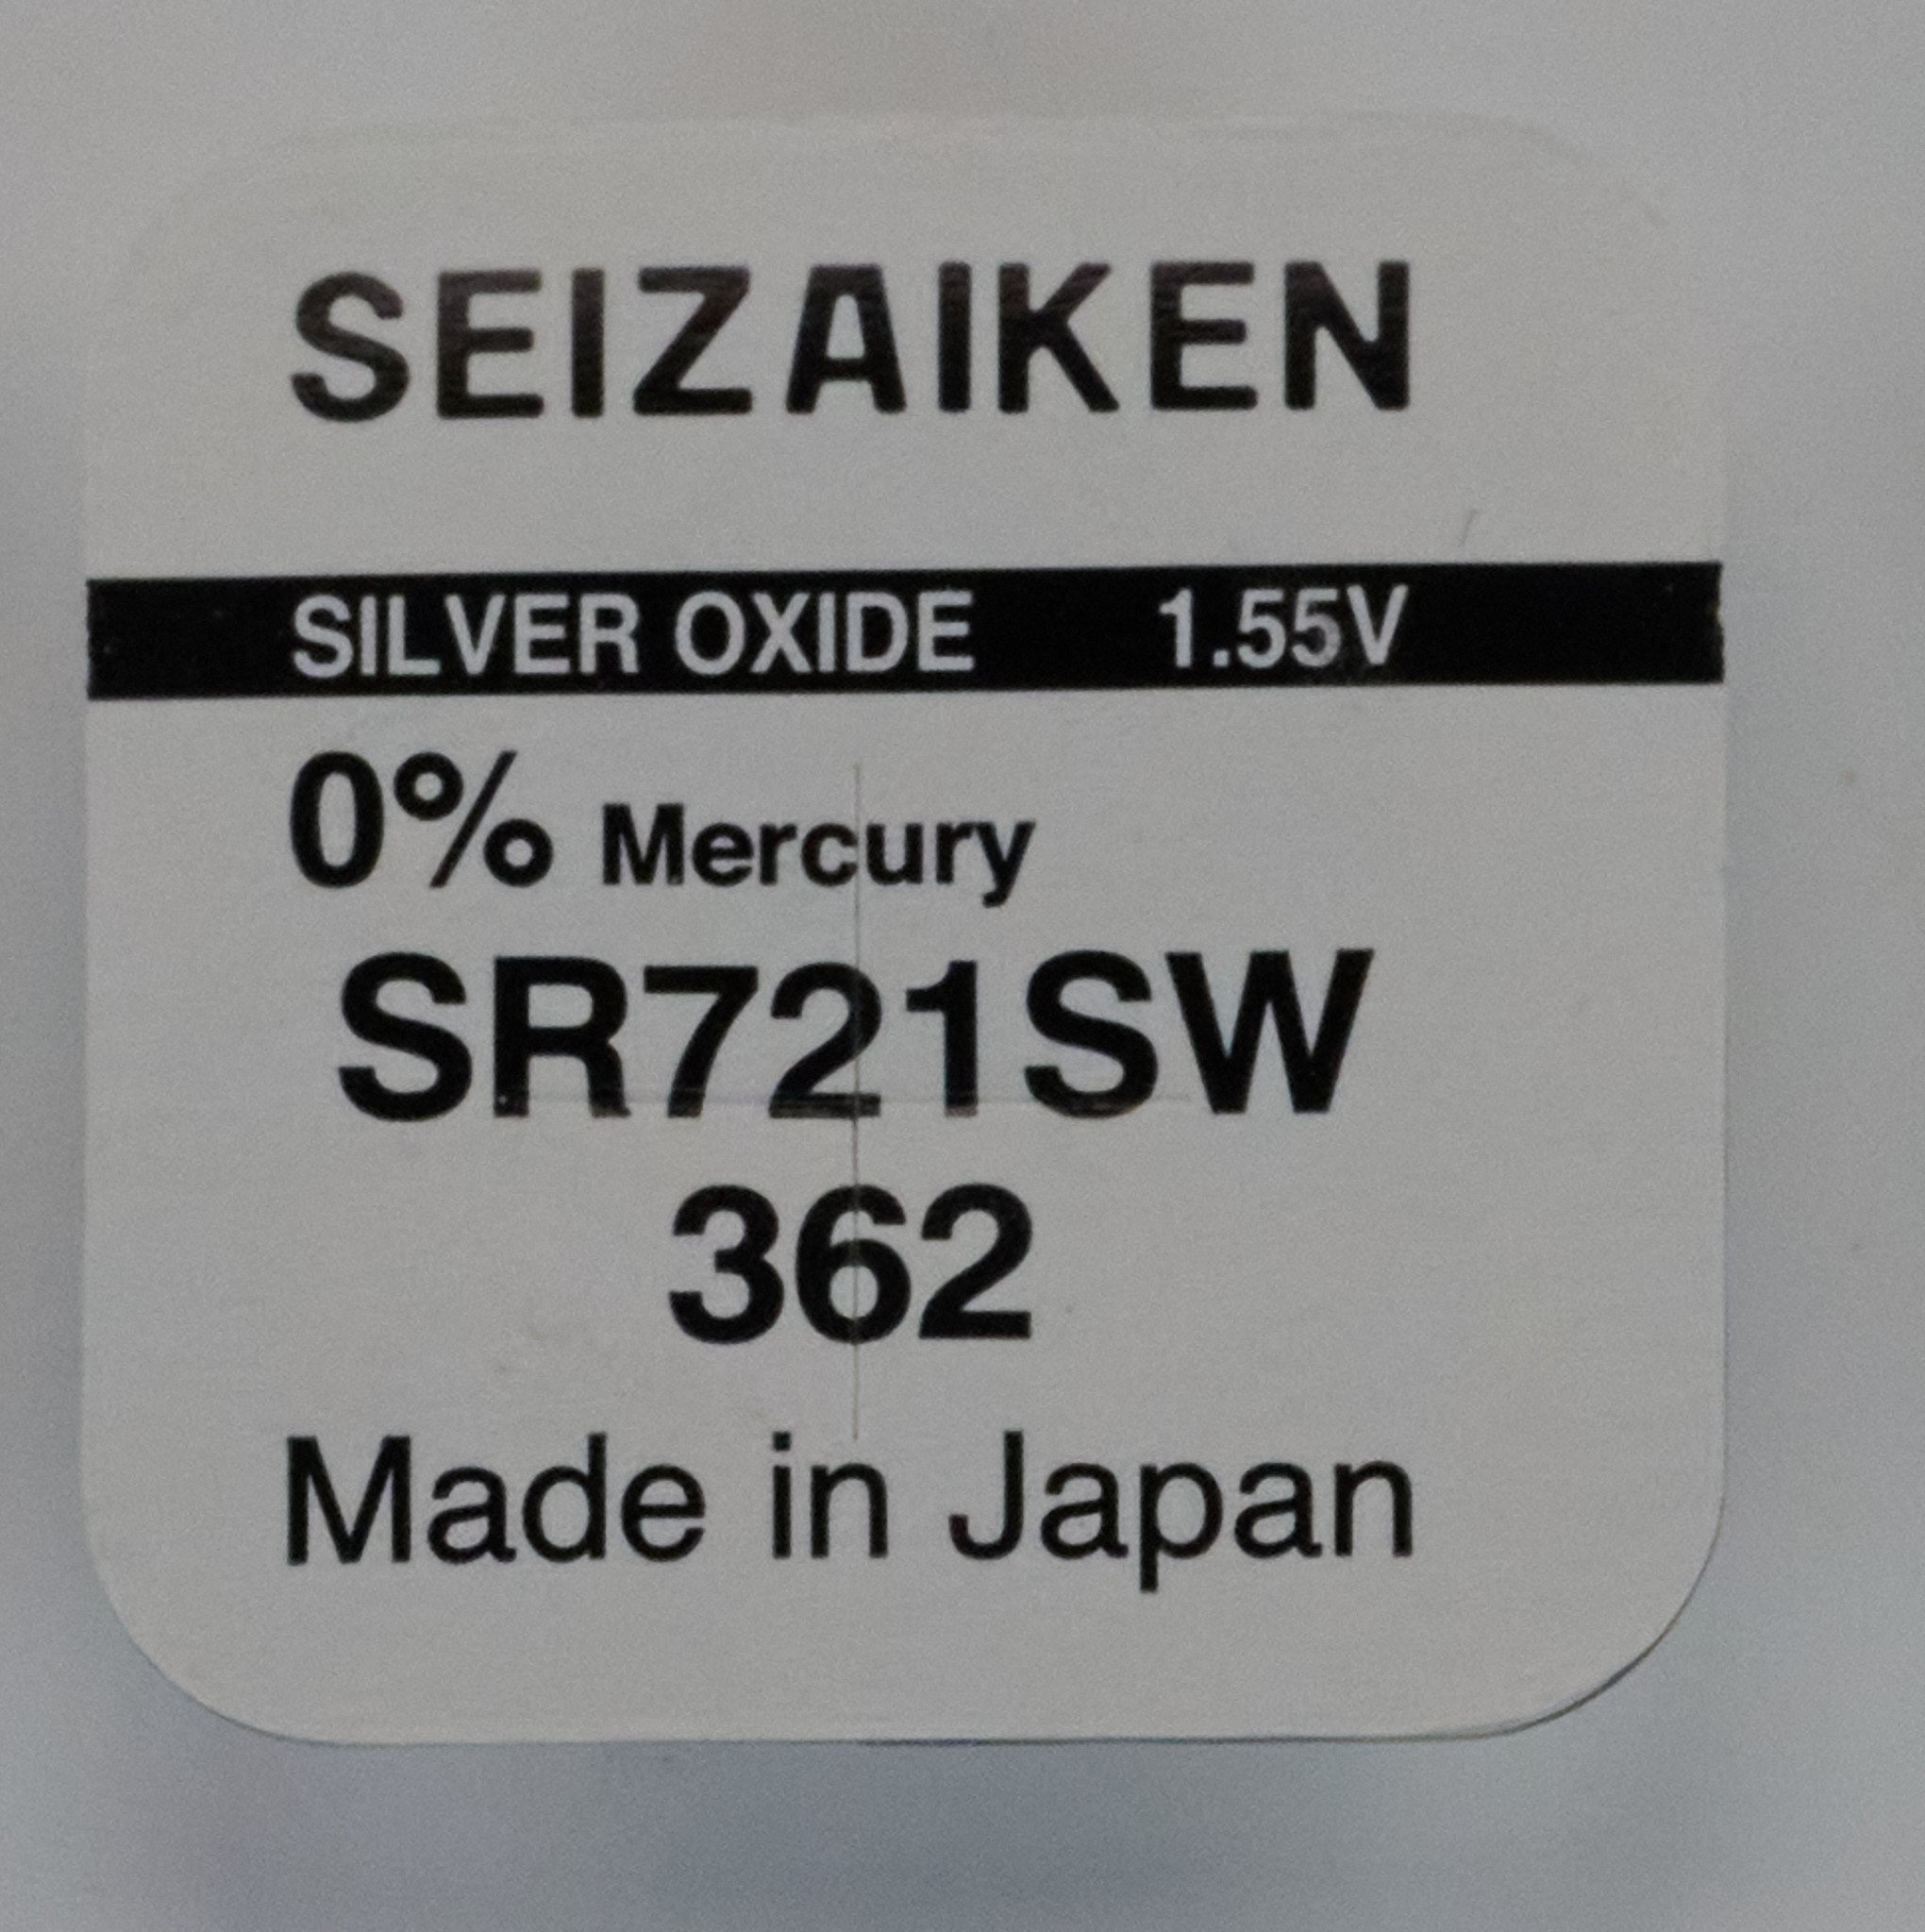 SEIZAIKEN
SILVER OXIDE 1.55V
0% Mercury
SR721SW
362
Made in Japan